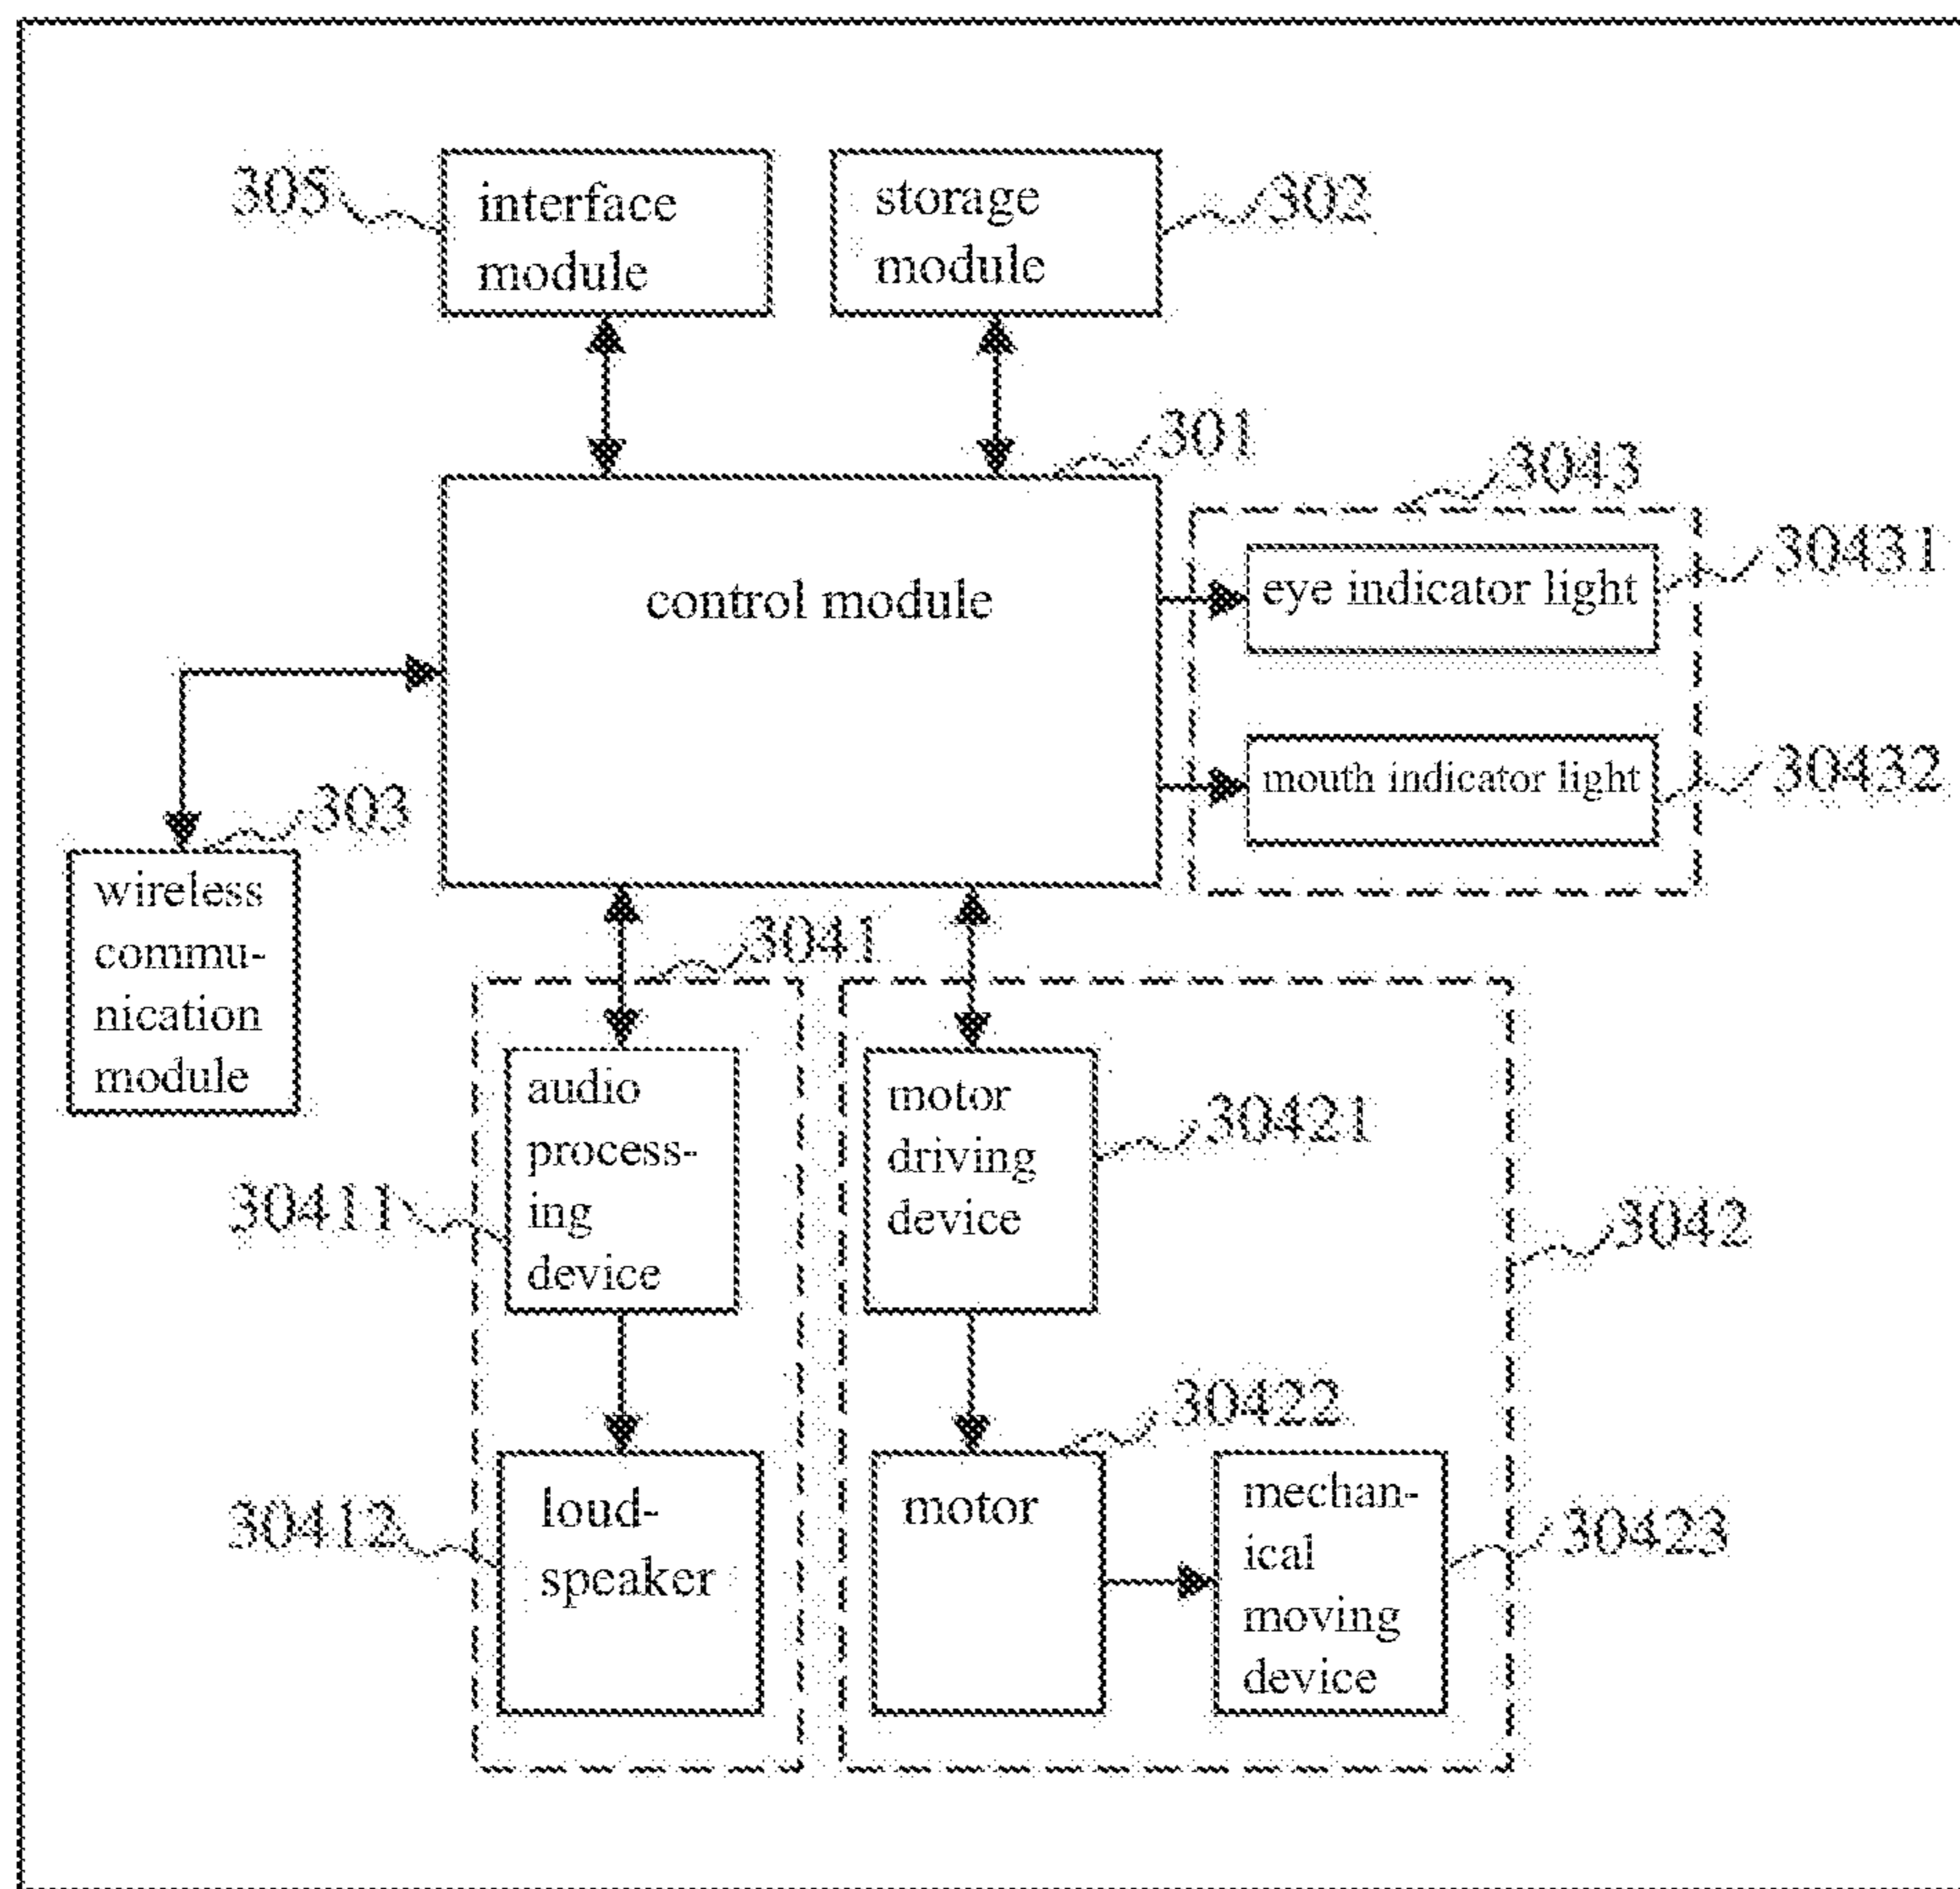 305
interface
module
storage
module
302
301
control module
3043
eye indicator light
30431
mouth indicator light
30432
303
wireless
commu-
nication
module
3041
audio
process-
ing
device
30411
motor
driving
device
30421
3042
loud-
speaker
30412
motor
30422
mechan-
ical
moving
device
30423